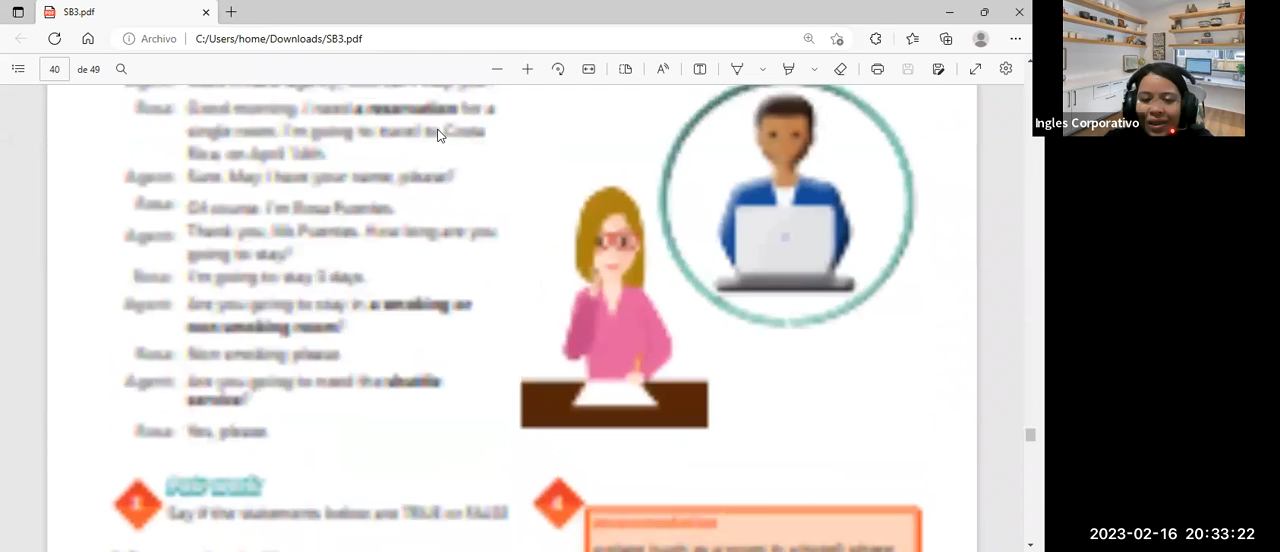 SB3.pdf
Archivo
C:/Users/home/Downloads/SB3.pdf
40
de 49
Rosa: Good morning. I need a reservation for a
single room. I'm going to travel to Costa
Rica, on April 14th.
Agent: Sure. May I have your name, please?
Rosa: Of course. I'm Rosa Fuentes.
Agent: Thank you, Ms Fuentes. How long are you
going to stay?
Rosa: I'm going to stay 3 days.
Agent: Are you going to stay in a smoking or
non smoking room?
Rosa: Non smoking please.
Agent: Are you going to need the shuttle
service?
Rosa: Yes, please.
3
Pair work
Say if the statements below are TRUE or FALSE
4
Ingles Corporativo
2023-02-16 20:33:22